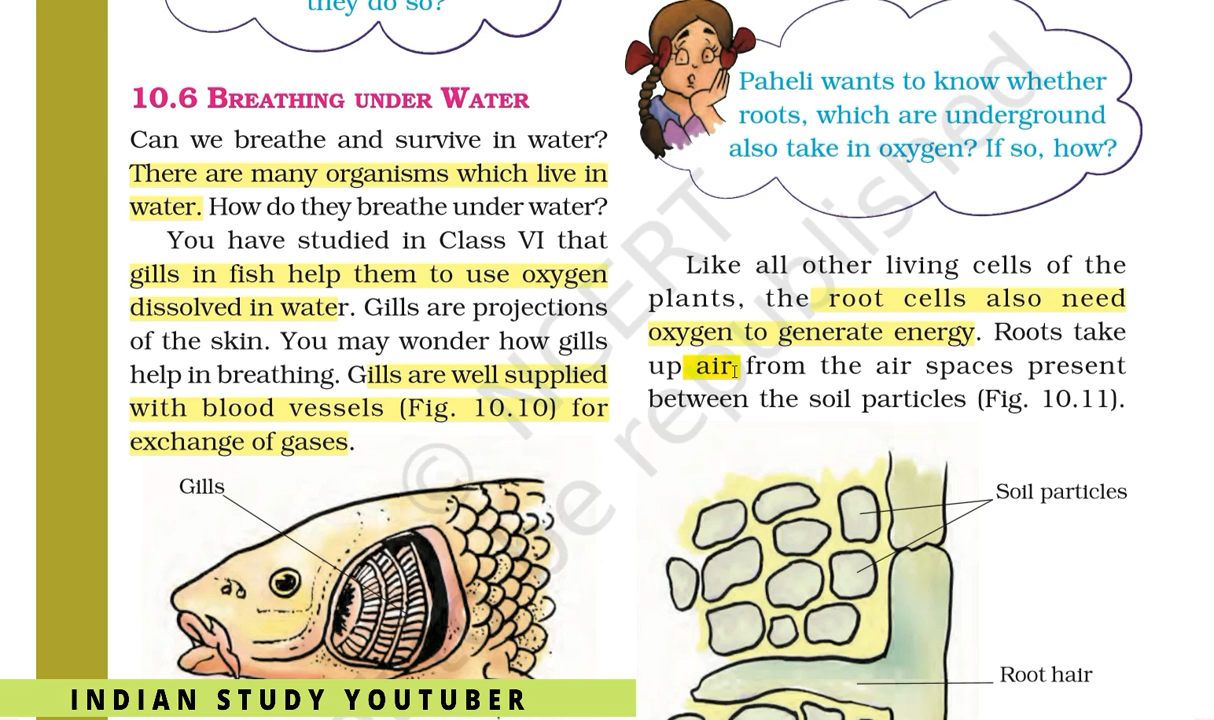 they do so?
10.6 BREATHING UNDER WATER
Can we breathe and survive in water?
There are many organisms which live in
water. How do they breathe under water?
You have studied in Class VI that
gills in fish help them to use oxygen
dissolved in water. Gills are projections
of the skin. You may wonder how gills
help in breathing. Gills are well supplied
with blood vessels (Fig. 10.10) for
exchange of gases.
Gills
Paheli wants to know whether
roots, which are underground
also take in oxygen? If so, how?
Like all other living cells of the
plants, the root cells also need
oxygen to generate energy. Roots take
up air from the air spaces present
between the soil particles (Fig. 10.11).
Soil particles
Root hair
© NCERT
be republished
INDIAN STUDY YOUTUBER